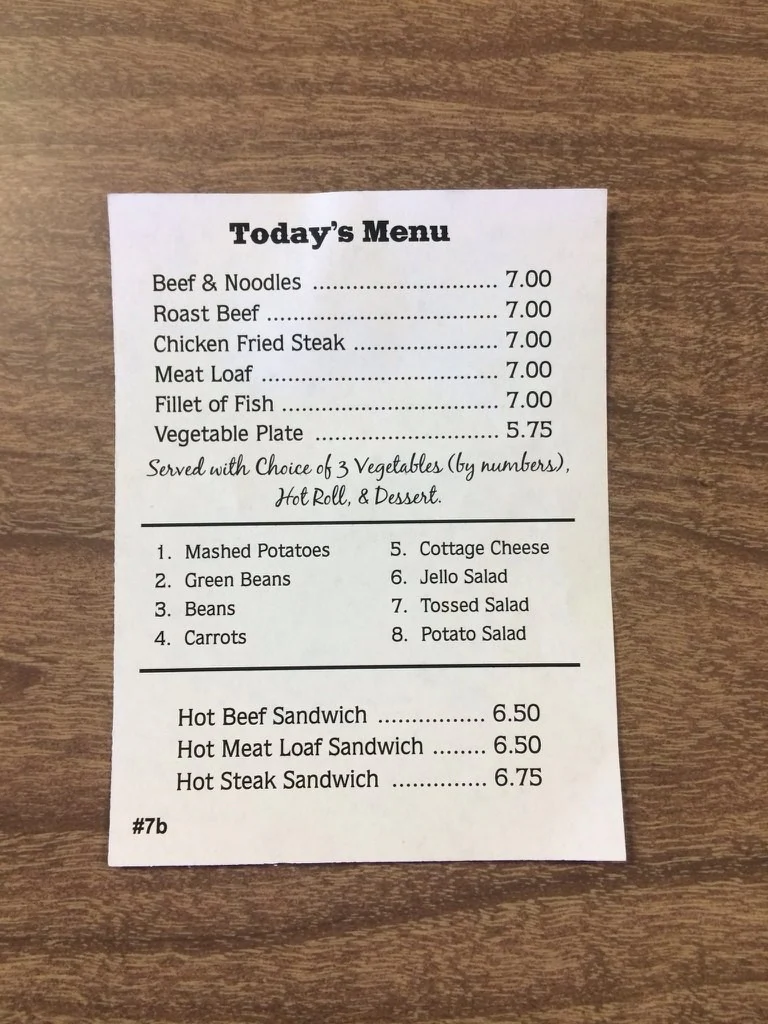 Today's Menu
Beef & Noodles ................................ 7.00
Roast Beef ........................................ 7.00
Chicken Fried Steak ......................... 7.00
Meat Loaf ......................................... 7.00
Fillet of Fish ..................................... 7.00
Vegetable Plate ................................ 5.75
Served with Choice of 3 Vegetables (by numbers),
Hot Roll, & Dessert.
1. Mashed Potatoes 5. Cottage Cheese
2. Green Beans 6. Jello Salad
3. Beans 7. Tossed Salad
4. Carrots 8. Potato Salad
Hot Beef Sandwich ................ 6.50
Hot Meat Loaf Sandwich ........ 6.50
Hot Steak Sandwich .............. 6.75
#7b